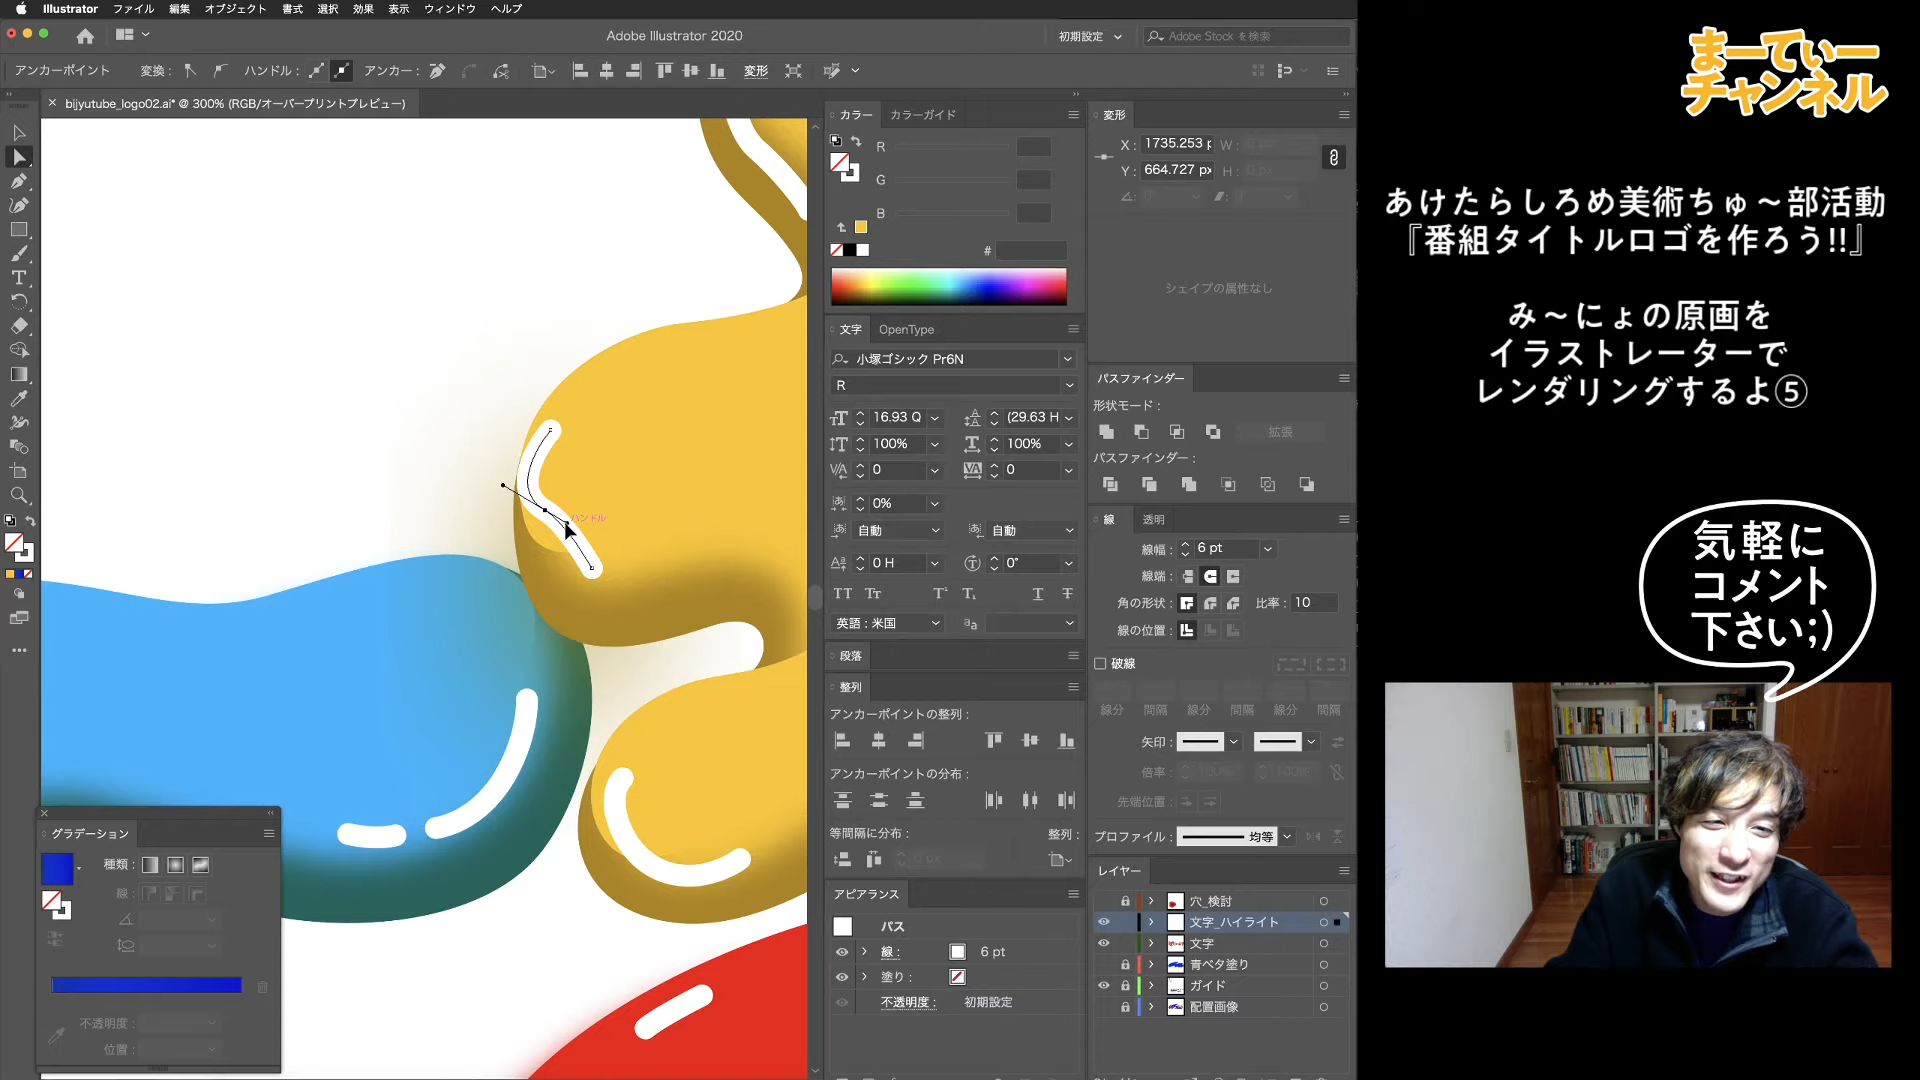 Illustrator ファイル 編集 オブジェクト 書式 選択 効果 表示 ウィンドウ ヘルプ
Adobe Illustrator 2020
初期設定
Adobe Stock を検索
アンカーポイント 変換： ハンドル： アンカー： 変形
bijyutube_logo02.ai* @ 300% (RGB/オーバープリントプレビュー)
ハンドル
グラデーション
種類：
線：
不透明度：
位置：
カラー カラーガイド
R
G
B
#
文字 OpenType
小塚ゴシック Pr6N
R
16.93 Q (29.63 H
100% 100%
0 0
0%
自動 自動
0 H 0°
英語：米国
段落
整列
アンカーポイントの整列：
アンカーポイントの分布：
等間隔に分布： 整列：
0 px
アピアランス
パス
線： 6 pt
塗り：
不透明度： 初期設定
変形
X： 1735.253 p W：
Y： 664.727 px H：
シェイプの属性なし
パスファインダー
形状モード：
拡張
パスファインダー：
線 透明
線幅： 6 pt
線端：
角の形状： 比率： 10
線の位置：
破線
線分 間隔 線分 間隔 線分 間隔
矢印：
倍率： 100% 100%
先端位置：
プロファイル： 均等
レイヤー
穴_検討
文字_ハイライト
文字
青ベタ塗り
ガイド
配置画像
まーてぃー
チャンネル
あけたらしろめ美術ちゅ～部活動
『番組タイトルロゴを作ろう!!』
み～にょの原画を
イラストレーターで
レンダリングするよ⑤
気軽に
コメント
下さい;)